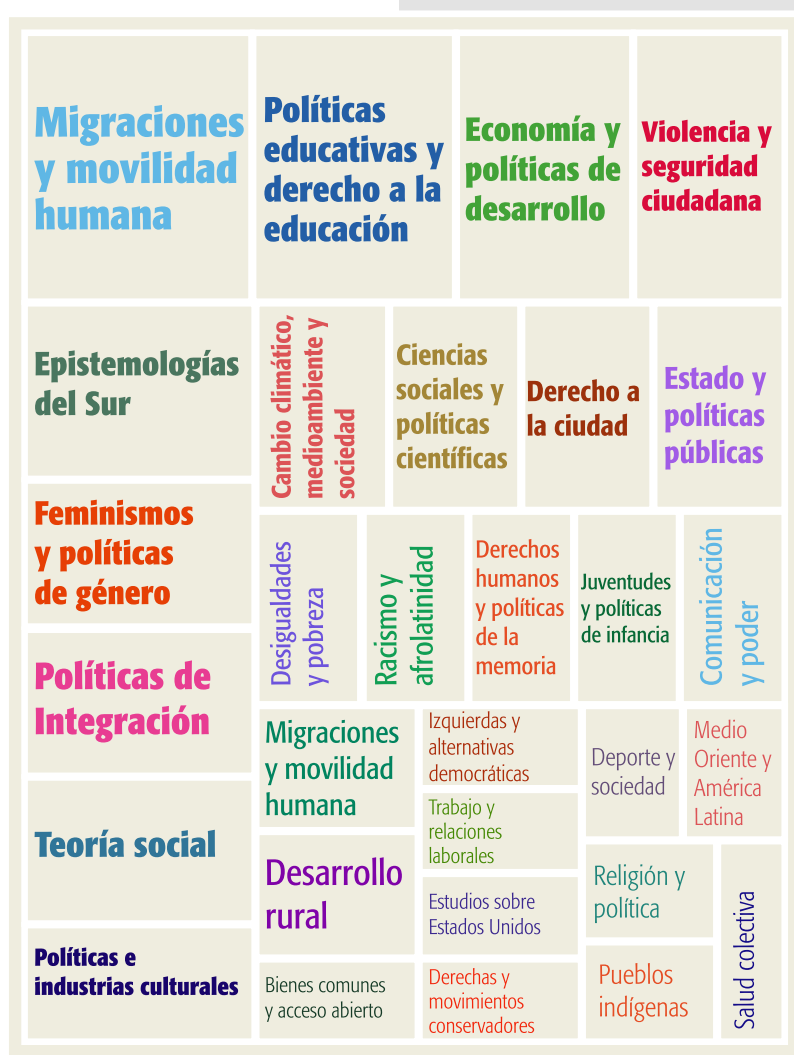 Migraciones
y movilidad
humana
Políticas
educativas y
derecho a la
educación
Economía y
políticas de
desarrollo
Violencia y
seguridad
ciudadana
Epistemologías
del Sur
Cambio climático,
medioambiente y
sociedad
Ciencias
sociales y
políticas
científicas
Derecho a
la ciudad
Estado y
políticas
públicas
Feminismos
y políticas
de género
Desigualdades
y pobreza
Racismo y
afrolatinidad
Derechos
humanos
y políticas
de la
memoria
Juventudes
y políticas
de infancia
Comunicación
y poder
Políticas de
Integración
Migraciones
y movilidad
humana
Izquierdas y
alternativas
democráticas
Deporte y
sociedad
Medio
Oriente y
América
Latina
Teoría social
Trabajo y
relaciones
laborales
Desarrollo
rural
Estudios sobre
Estados Unidos
Religión y
política
Salud colectiva
Políticas e
industrias culturales
Bienes comunes
y acceso abierto
Derechas y
movimientos
conservadores
Pueblos
indígenas